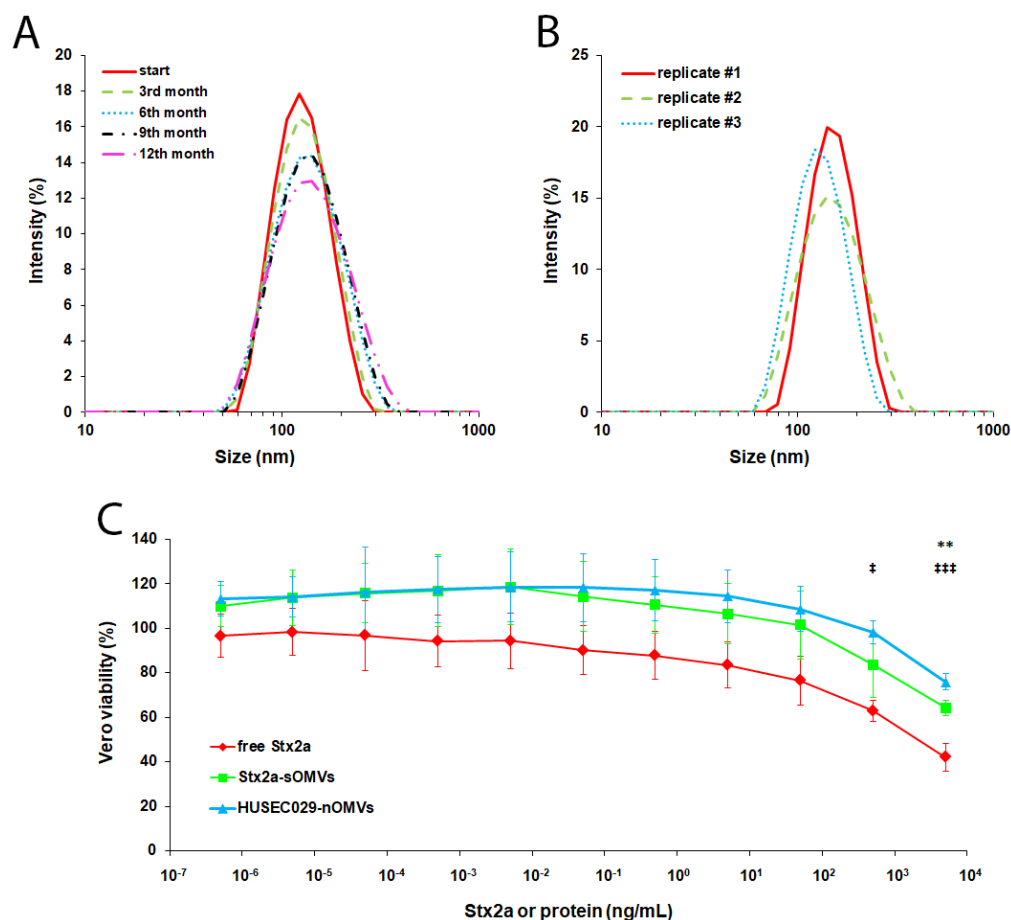 A
20
18
16
14
12
10
8
6
4
2
0
Intensity (%)
start
3rd month
6th month
9th month
12th month
10
100
1000
Size (nm)
B
25
20
15
10
5
0
Intensity (%)
replicate #1
replicate #2
replicate #3
10
100
1000
Size (nm)
C
140
120
100
80
60
40
20
0
Vero viability (%)
**
‡
‡‡‡
free Stx2a
Stx2a-sOMVs
HUSEC029-nOMVs
10⁻⁷
10⁻⁶
10⁻⁵
10⁻⁴
10⁻³
10⁻²
10⁻¹
10⁰
10¹
10²
10³
10⁴
Stx2a or protein (ng/mL)